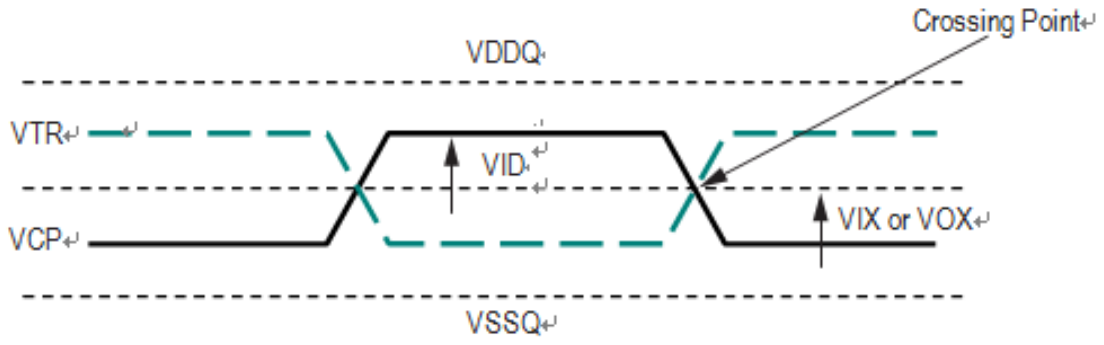 Crossing Point↵
VDDQ↵
VTR↵ ↵
↵
VID↵ ↵
↵
VCP↵
VIX or VOX↵
VSSQ↵